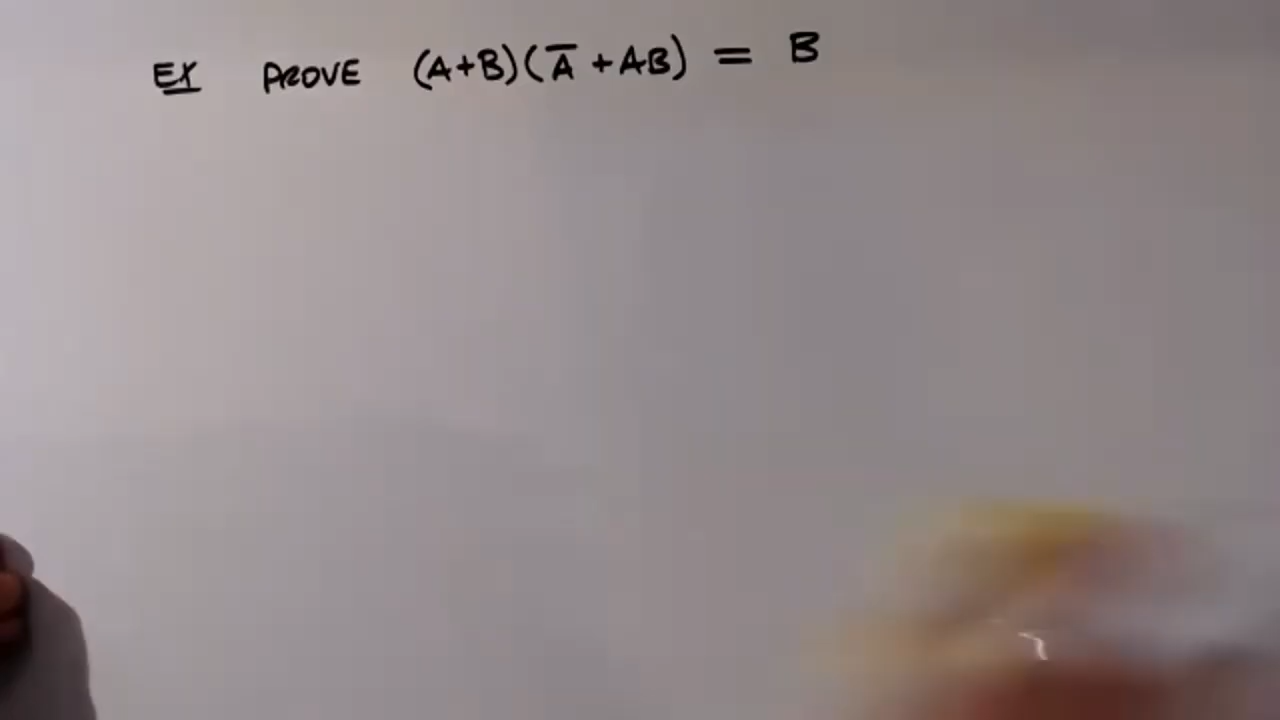 EX PROVE (A+B)(A̅ +AB) = B